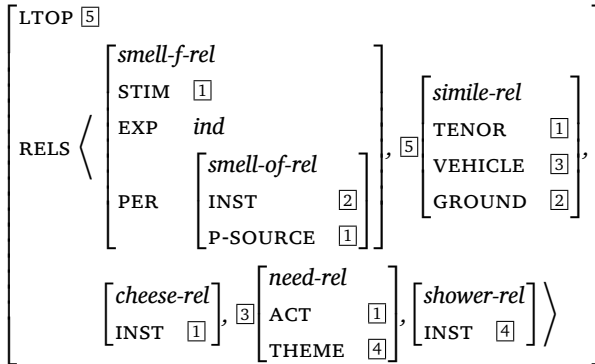 LTOP 5
RELS ⟨ [smell-f-rel
STIM 1
EXP ind
PER [smell-of-rel
INST 2
P-SOURCE 1]], 5 [simile-rel
TENOR 1
VEHICLE 3
GROUND 2],
[cheese-rel
INST 1], 3 [need-rel
ACT 1
THEME 4], [shower-rel
INST 4] ⟩